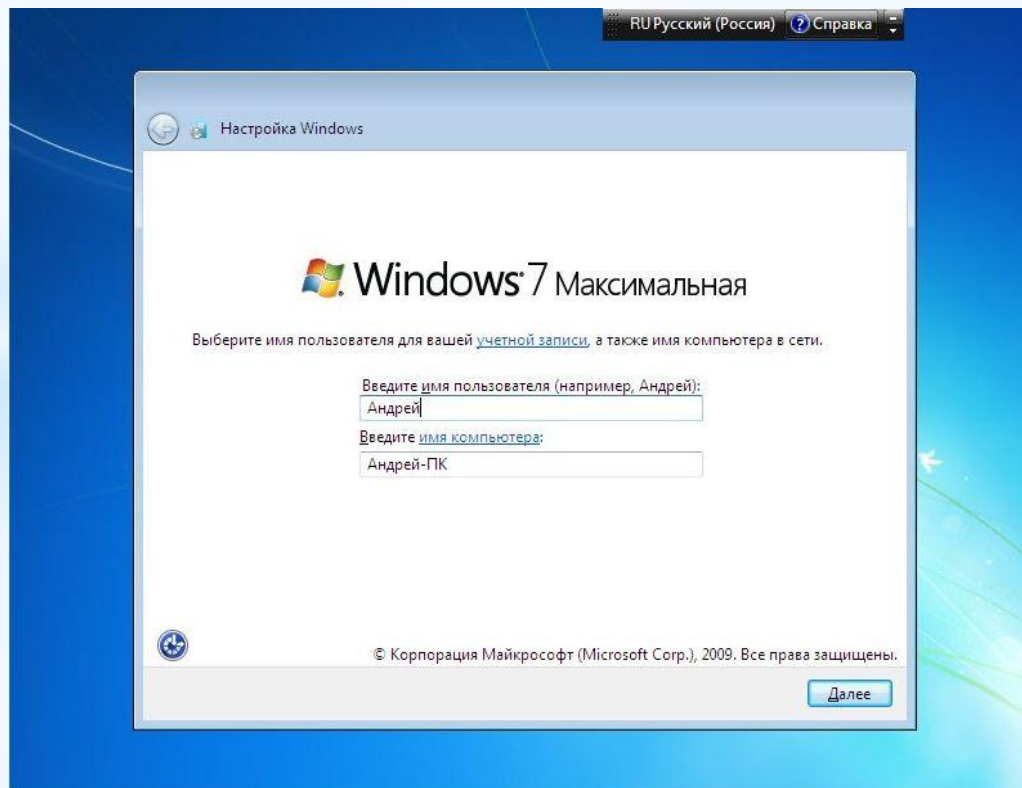 RU Русский (Россия) Справка
Настройка Windows
Windows 7 Максимальная
Выберите имя пользователя для вашей учетной записи, а также имя компьютера в сети.
Введите имя пользователя (например, Андрей):
Андрей
Введите имя компьютера:
Андрей-ПК
© Корпорация Майкрософт (Microsoft Corp.), 2009. Все права защищены.
Далее